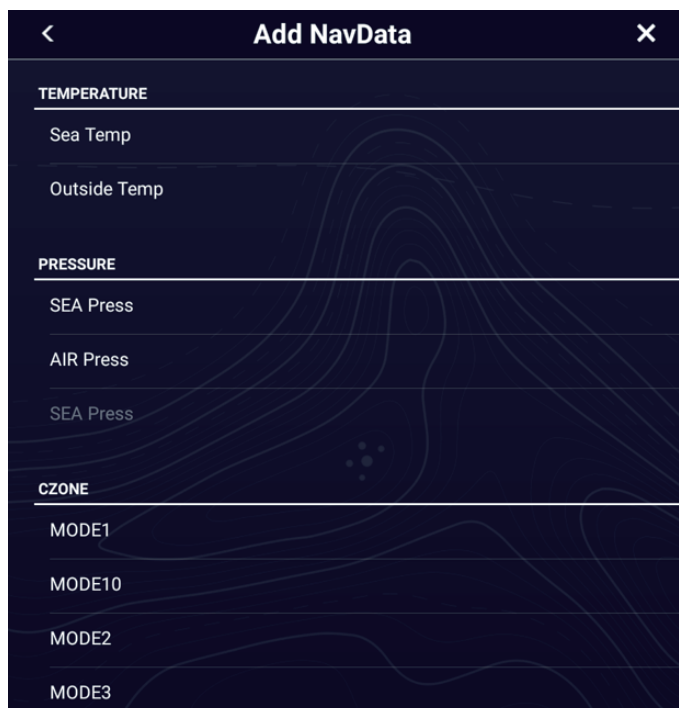 Add NavData
TEMPERATURE
Sea Temp
Outside Temp
PRESSURE
SEA Press
AIR Press
SEA Press
CZONE
MODE1
MODE10
MODE2
MODE3